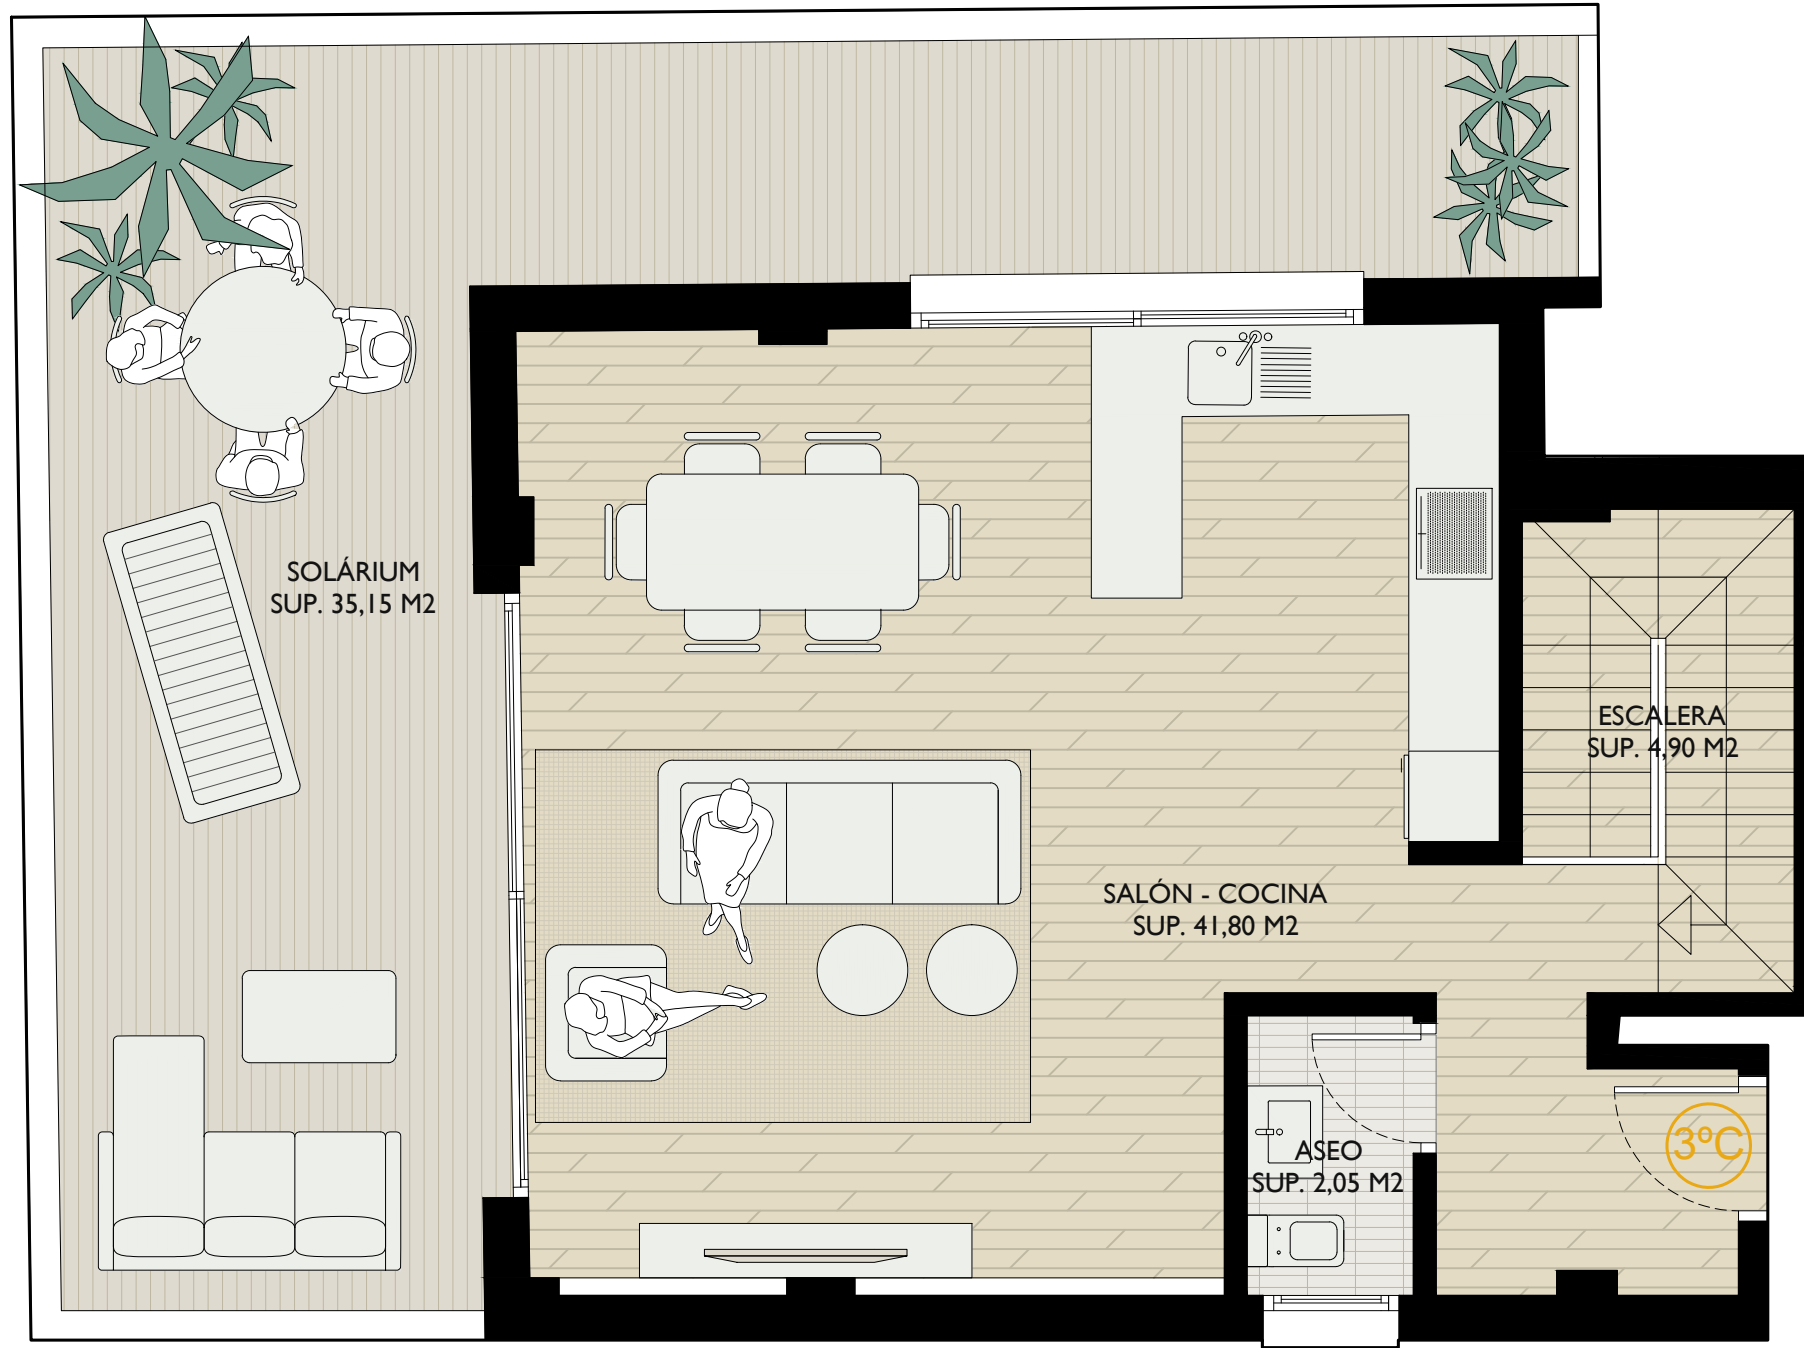 SOLÁRIUM
SUP. 35,15 M2
ESCALERA
SUP. 4,90 M2
SALÓN - COCINA
SUP. 41,80 M2
ASEO
SUP. 2,05 M2
3ºC